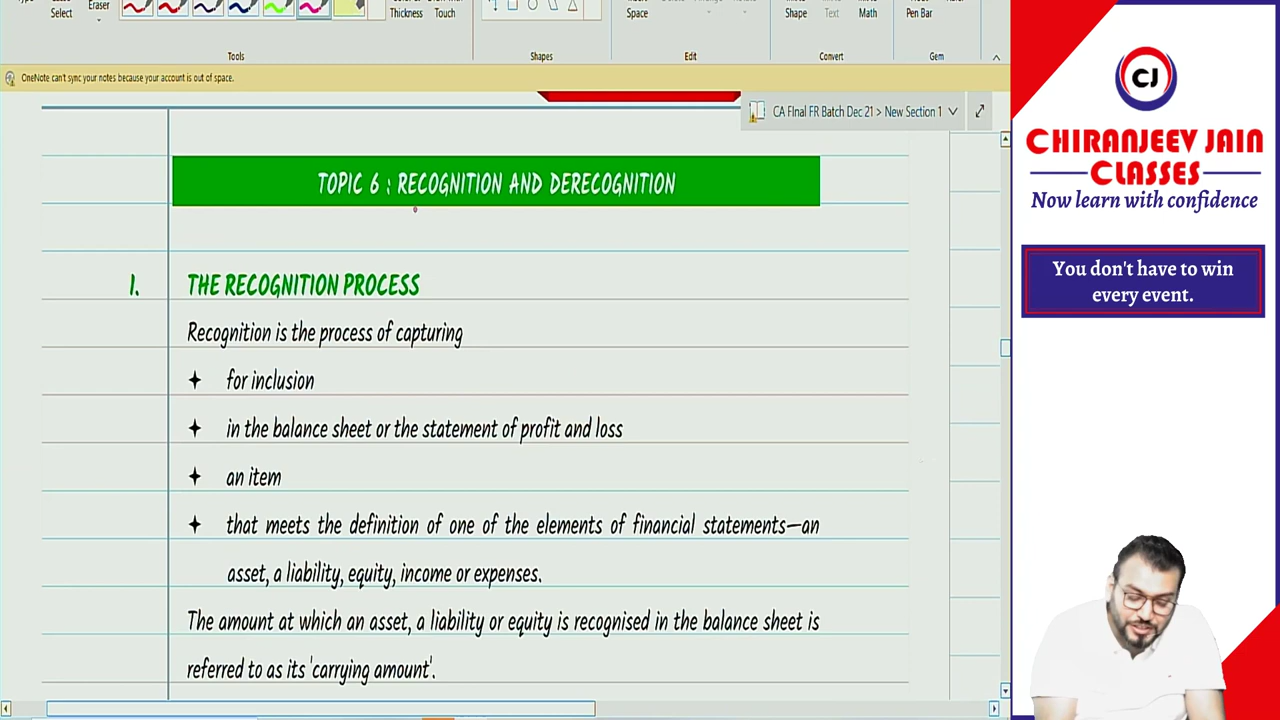 Eraser
Select
Thickness
Touch
Space
Shape
Text
Math
Pen Bar
Tools
Shapes
Edit
Convert
Gem
OneNote can't sync your notes because your account is out of space.
CA FInal FR Batch Dec 21 > New Section 1
TOPIC 6 : RECOGNITION AND DERECOGNITION
1. THE RECOGNITION PROCESS
Recognition is the process of capturing
✦ for inclusion
✦ in the balance sheet or the statement of profit and loss
✦ an item
✦ that meets the definition of one of the elements of financial statements—an
asset, a liability, equity, income or expenses.
The amount at which an asset, a liability or equity is recognised in the balance sheet is
referred to as its 'carrying amount'.
CJ
CHIRANJEEV JAIN
CLASSES
Now learn with confidence
You don't have to win
every event.